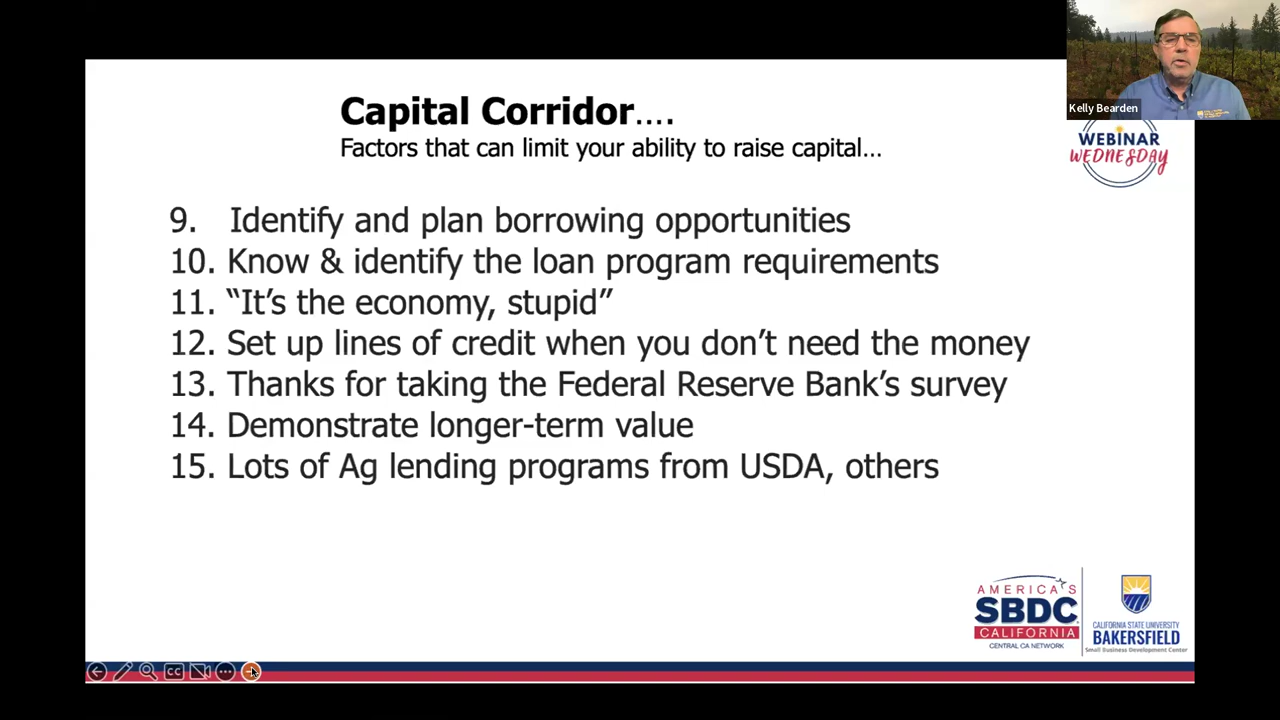 Capital Corridor....
Factors that can limit your ability to raise capital...
Kelly Bearden
WEBINAR
WEDNESDAY
9. Identify and plan borrowing opportunities
10. Know & identify the loan program requirements
11. “It’s the economy, stupid”
12. Set up lines of credit when you don’t need the money
13. Thanks for taking the Federal Reserve Bank’s survey
14. Demonstrate longer-term value
15. Lots of Ag lending programs from USDA, others
AMERICA'S
SBDC
CALIFORNIA
CENTRAL CA NETWORK
CALIFORNIA STATE UNIVERSITY
BAKERSFIELD
Small Business Development Center
CC